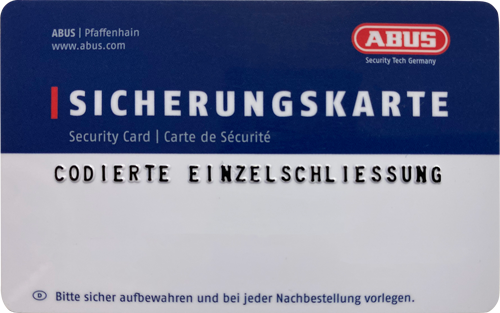 ABUS | Pfaffenhain
www.abus.com
ABUS
Security Tech Germany
SICHERUNGSKARTE
Security Card | Carte de Sécurité
CODIERTE EINZELSCHLIESSUNG
D Bitte sicher aufbewahren und bei jeder Nachbestellung vorlegen.